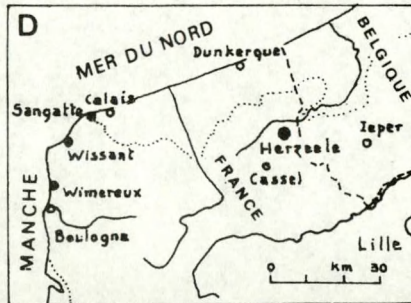 D
MER DU NORD
Dunkerque
BELGIQUE
Sangatte
Calais
Wissant
Herzeele
Ieper
Cassel
FRANCE
Wimereux
MANCHE
Boulogne
Lille
0 km 30